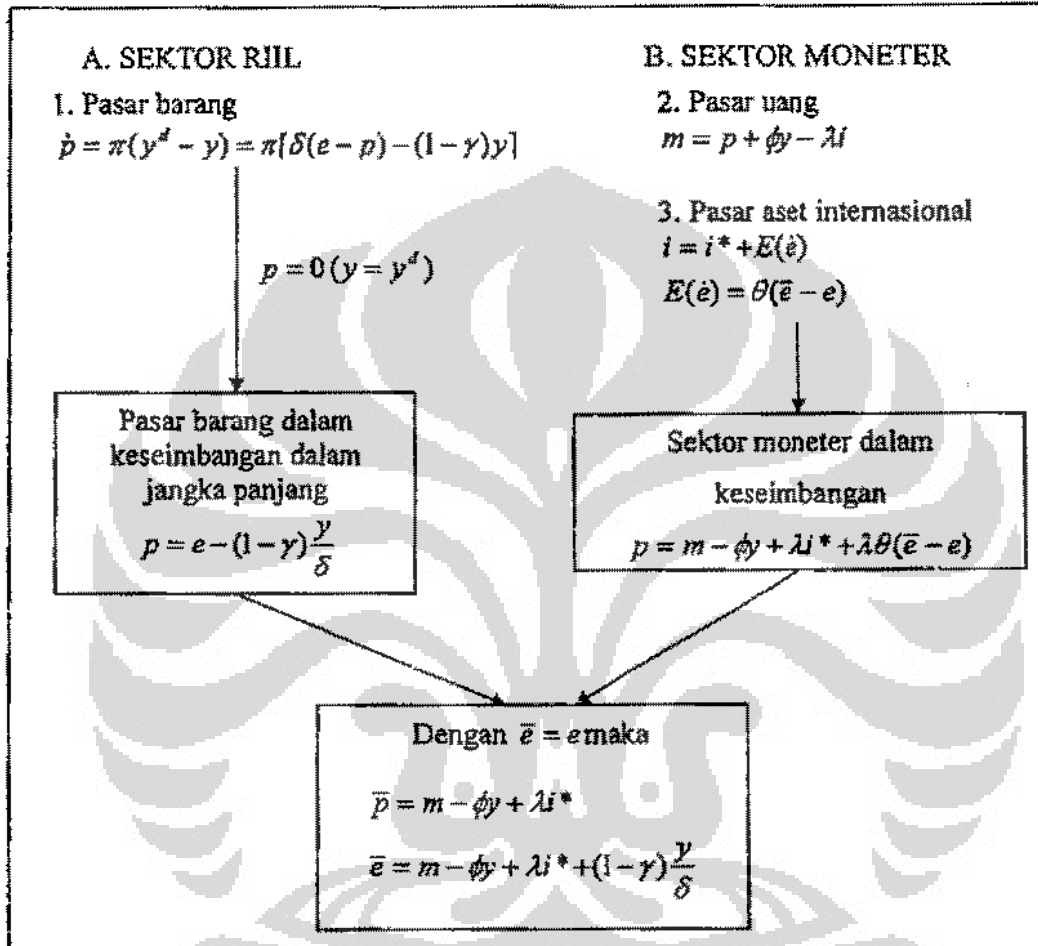 A. SEKTOR RIIL
1. Pasar barang
ṗ = π(y^d − y) = π[δ(e − p) − (1 − γ)y]
p = 0 (y = y^d)
Pasar barang dalam
keseimbangan dalam
jangka panjang
p = e − (1 − γ) y/δ
B. SEKTOR MONETER
2. Pasar uang
m = p + ϕy − λi
3. Pasar aset internasional
i = i* + E(ė)
E(ė) = θ(e̅ − e)
Sektor moneter dalam
keseimbangan
p = m − ϕy + λi* + λθ(e̅ − e)
Dengan e̅ = e maka
p̅ = m − ϕy + λi*
e̅ = m − ϕy + λi* + (1 − γ) y/δ